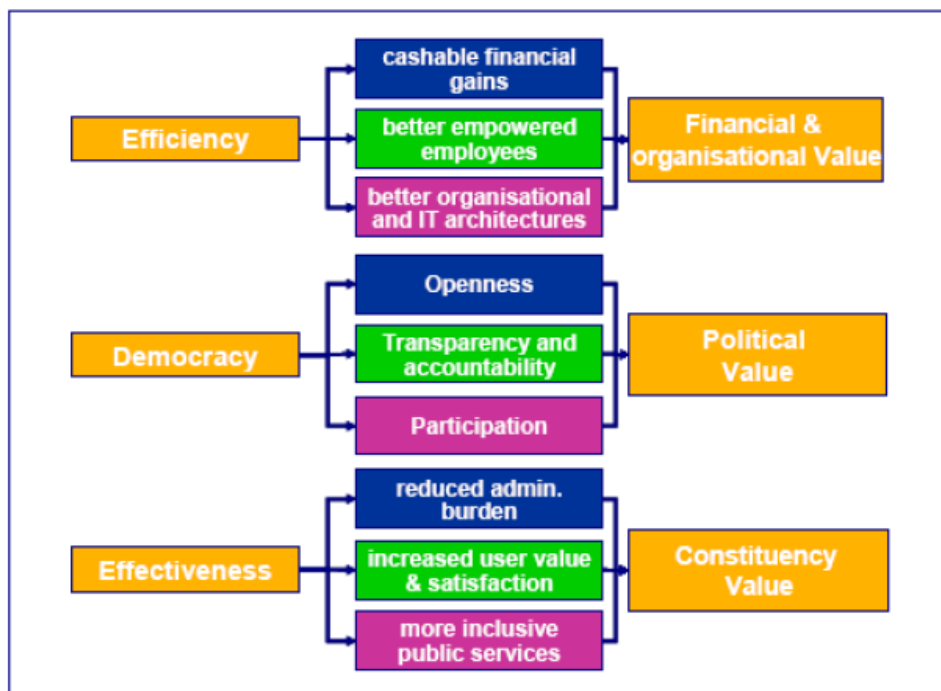 Efficiency
cashable financial
gains
better empowered
employees
better organisational
and IT architectures
Financial &
organisational Value
Democracy
Openness
Transparency and
accountability
Participation
Political
Value
Effectiveness
reduced admin.
burden
increased user value
& satisfaction
more inclusive
public services
Constituency
Value